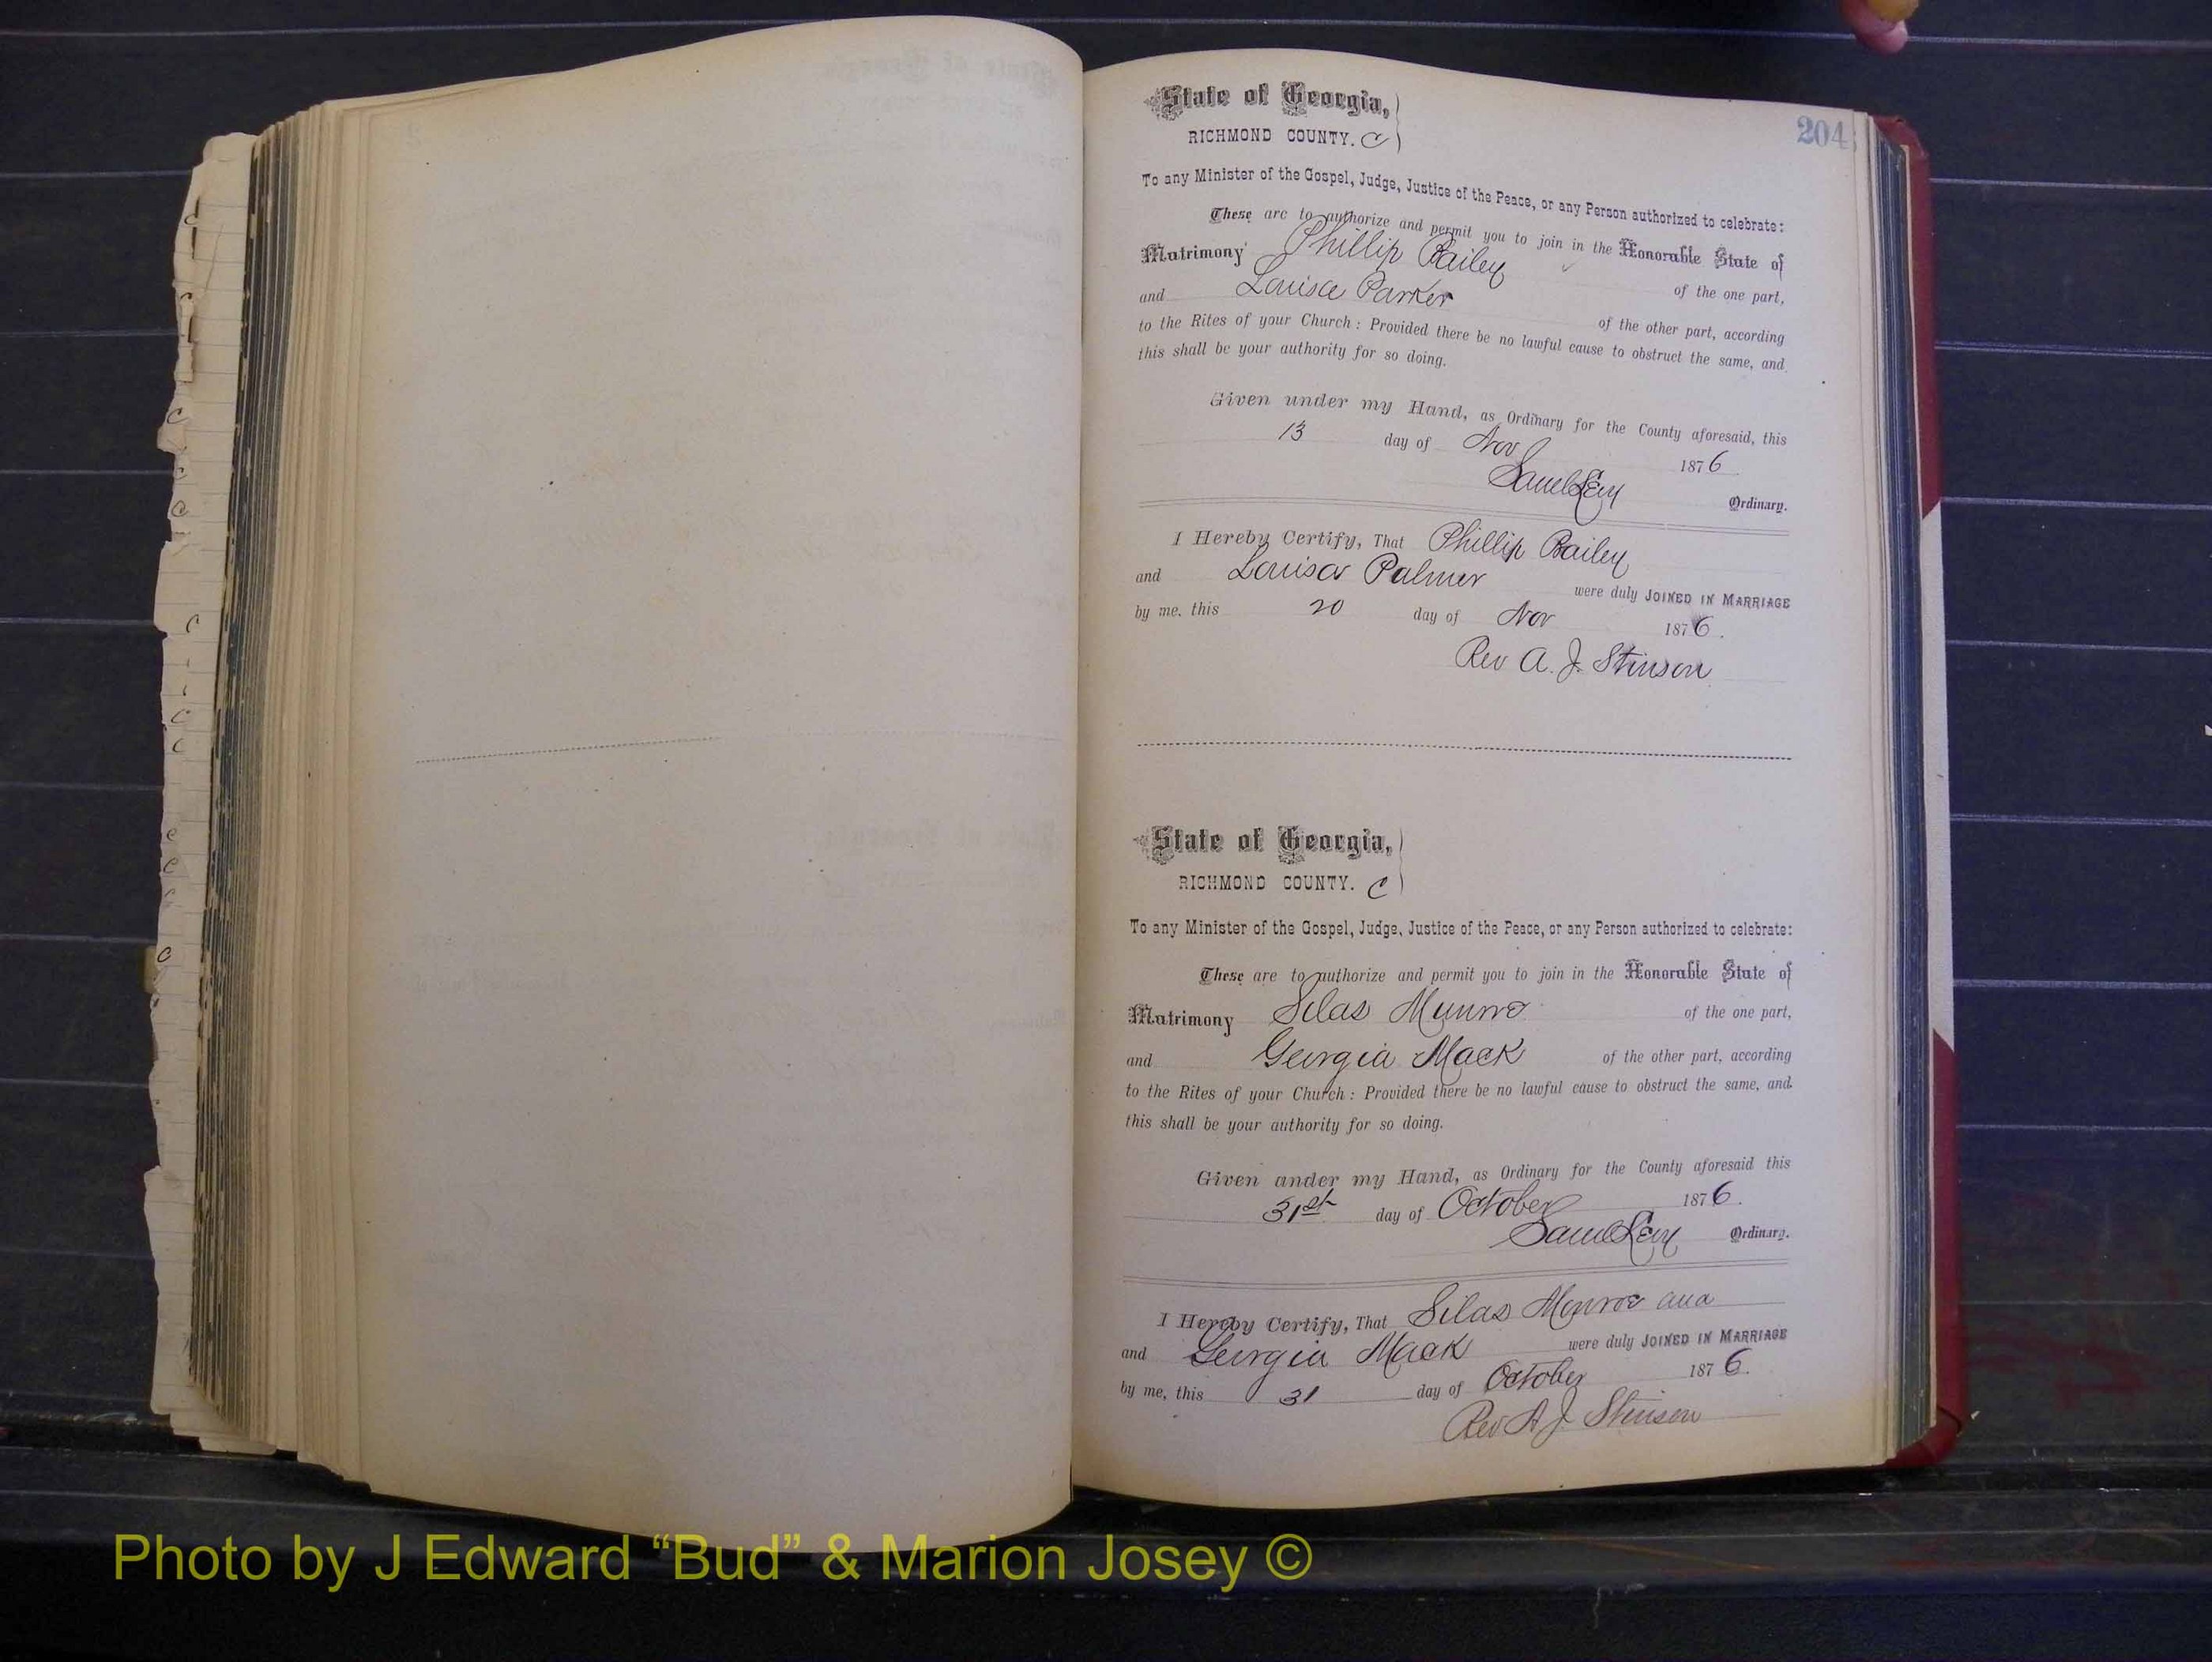 204
State of Georgia,
RICHMOND COUNTY. C
To any Minister of the Gospel, Judge, Justice of the Peace, or any Person authorized to celebrate:
These are to authorize and permit you to join in the Honorable State of
Matrimony Phillip Bailey of the one part,
and Louisa Parker of the other part, according
to the Rites of your Church: Provided there be no lawful cause to obstruct the same, and
this shall be your authority for so doing.
Given under my Hand, as Ordinary for the County aforesaid, this
13 day of Nov 1876
Saml Levy Ordinary.
I Hereby Certify, That Phillip Bailey
and Louisa Palmer were duly JOINED IN MARRIAGE
by me, this 20 day of Nov 1876.
Rev A. J. Stinson
State of Georgia,
RICHMOND COUNTY. C
To any Minister of the Gospel, Judge, Justice of the Peace, or any Person authorized to celebrate:
These are to authorize and permit you to join in the Honorable State of
Matrimony Silas Munro of the one part,
and Georgia Mack of the other part, according
to the Rites of your Church: Provided there be no lawful cause to obstruct the same, and
this shall be your authority for so doing.
Given under my Hand, as Ordinary for the County aforesaid this
31st day of October 1876.
Saml Levy Ordinary.
I Hereby Certify, That Silas Monroe and
and Georgia Mack were duly JOINED IN MARRIAGE
by me, this 31 day of October 1876.
Rev A. J. Stinson
Photo by J Edward “Bud” & Marion Josey ©